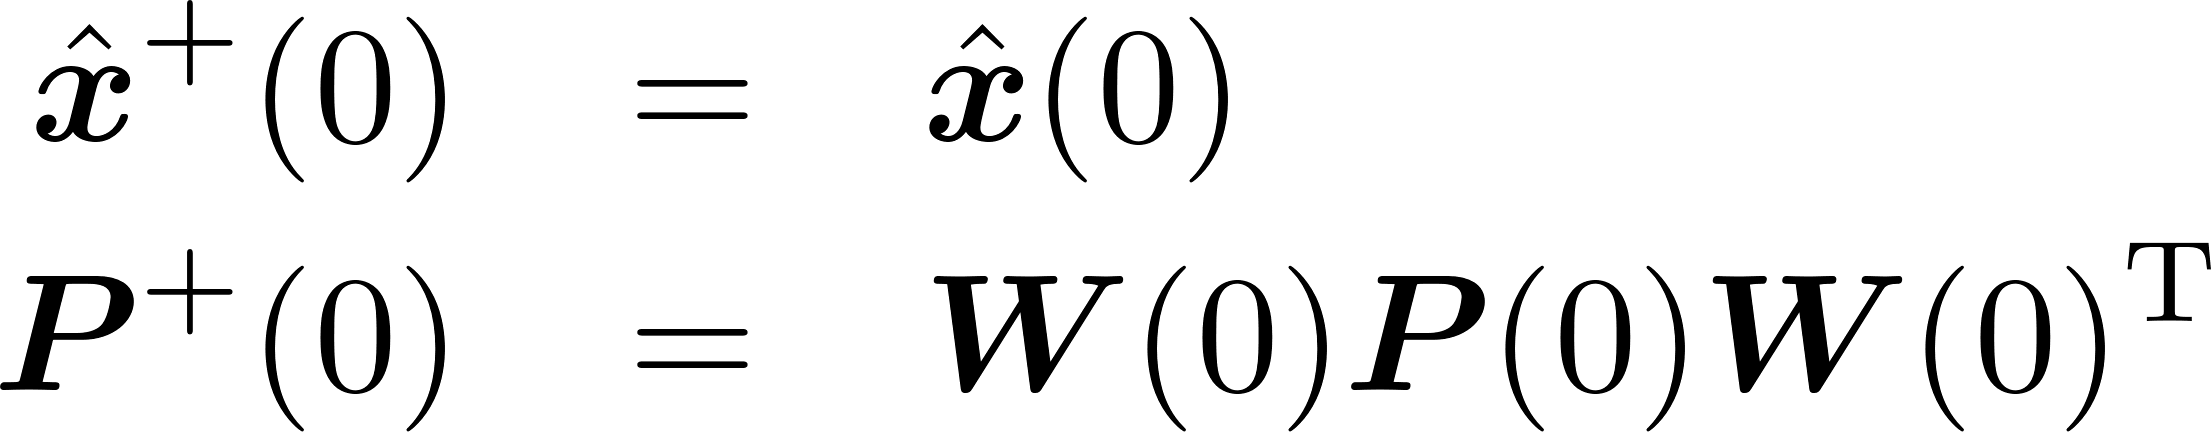 x̂⁺(0) = x̂(0)
P⁺(0) = W(0)P(0)W(0)ᵀ